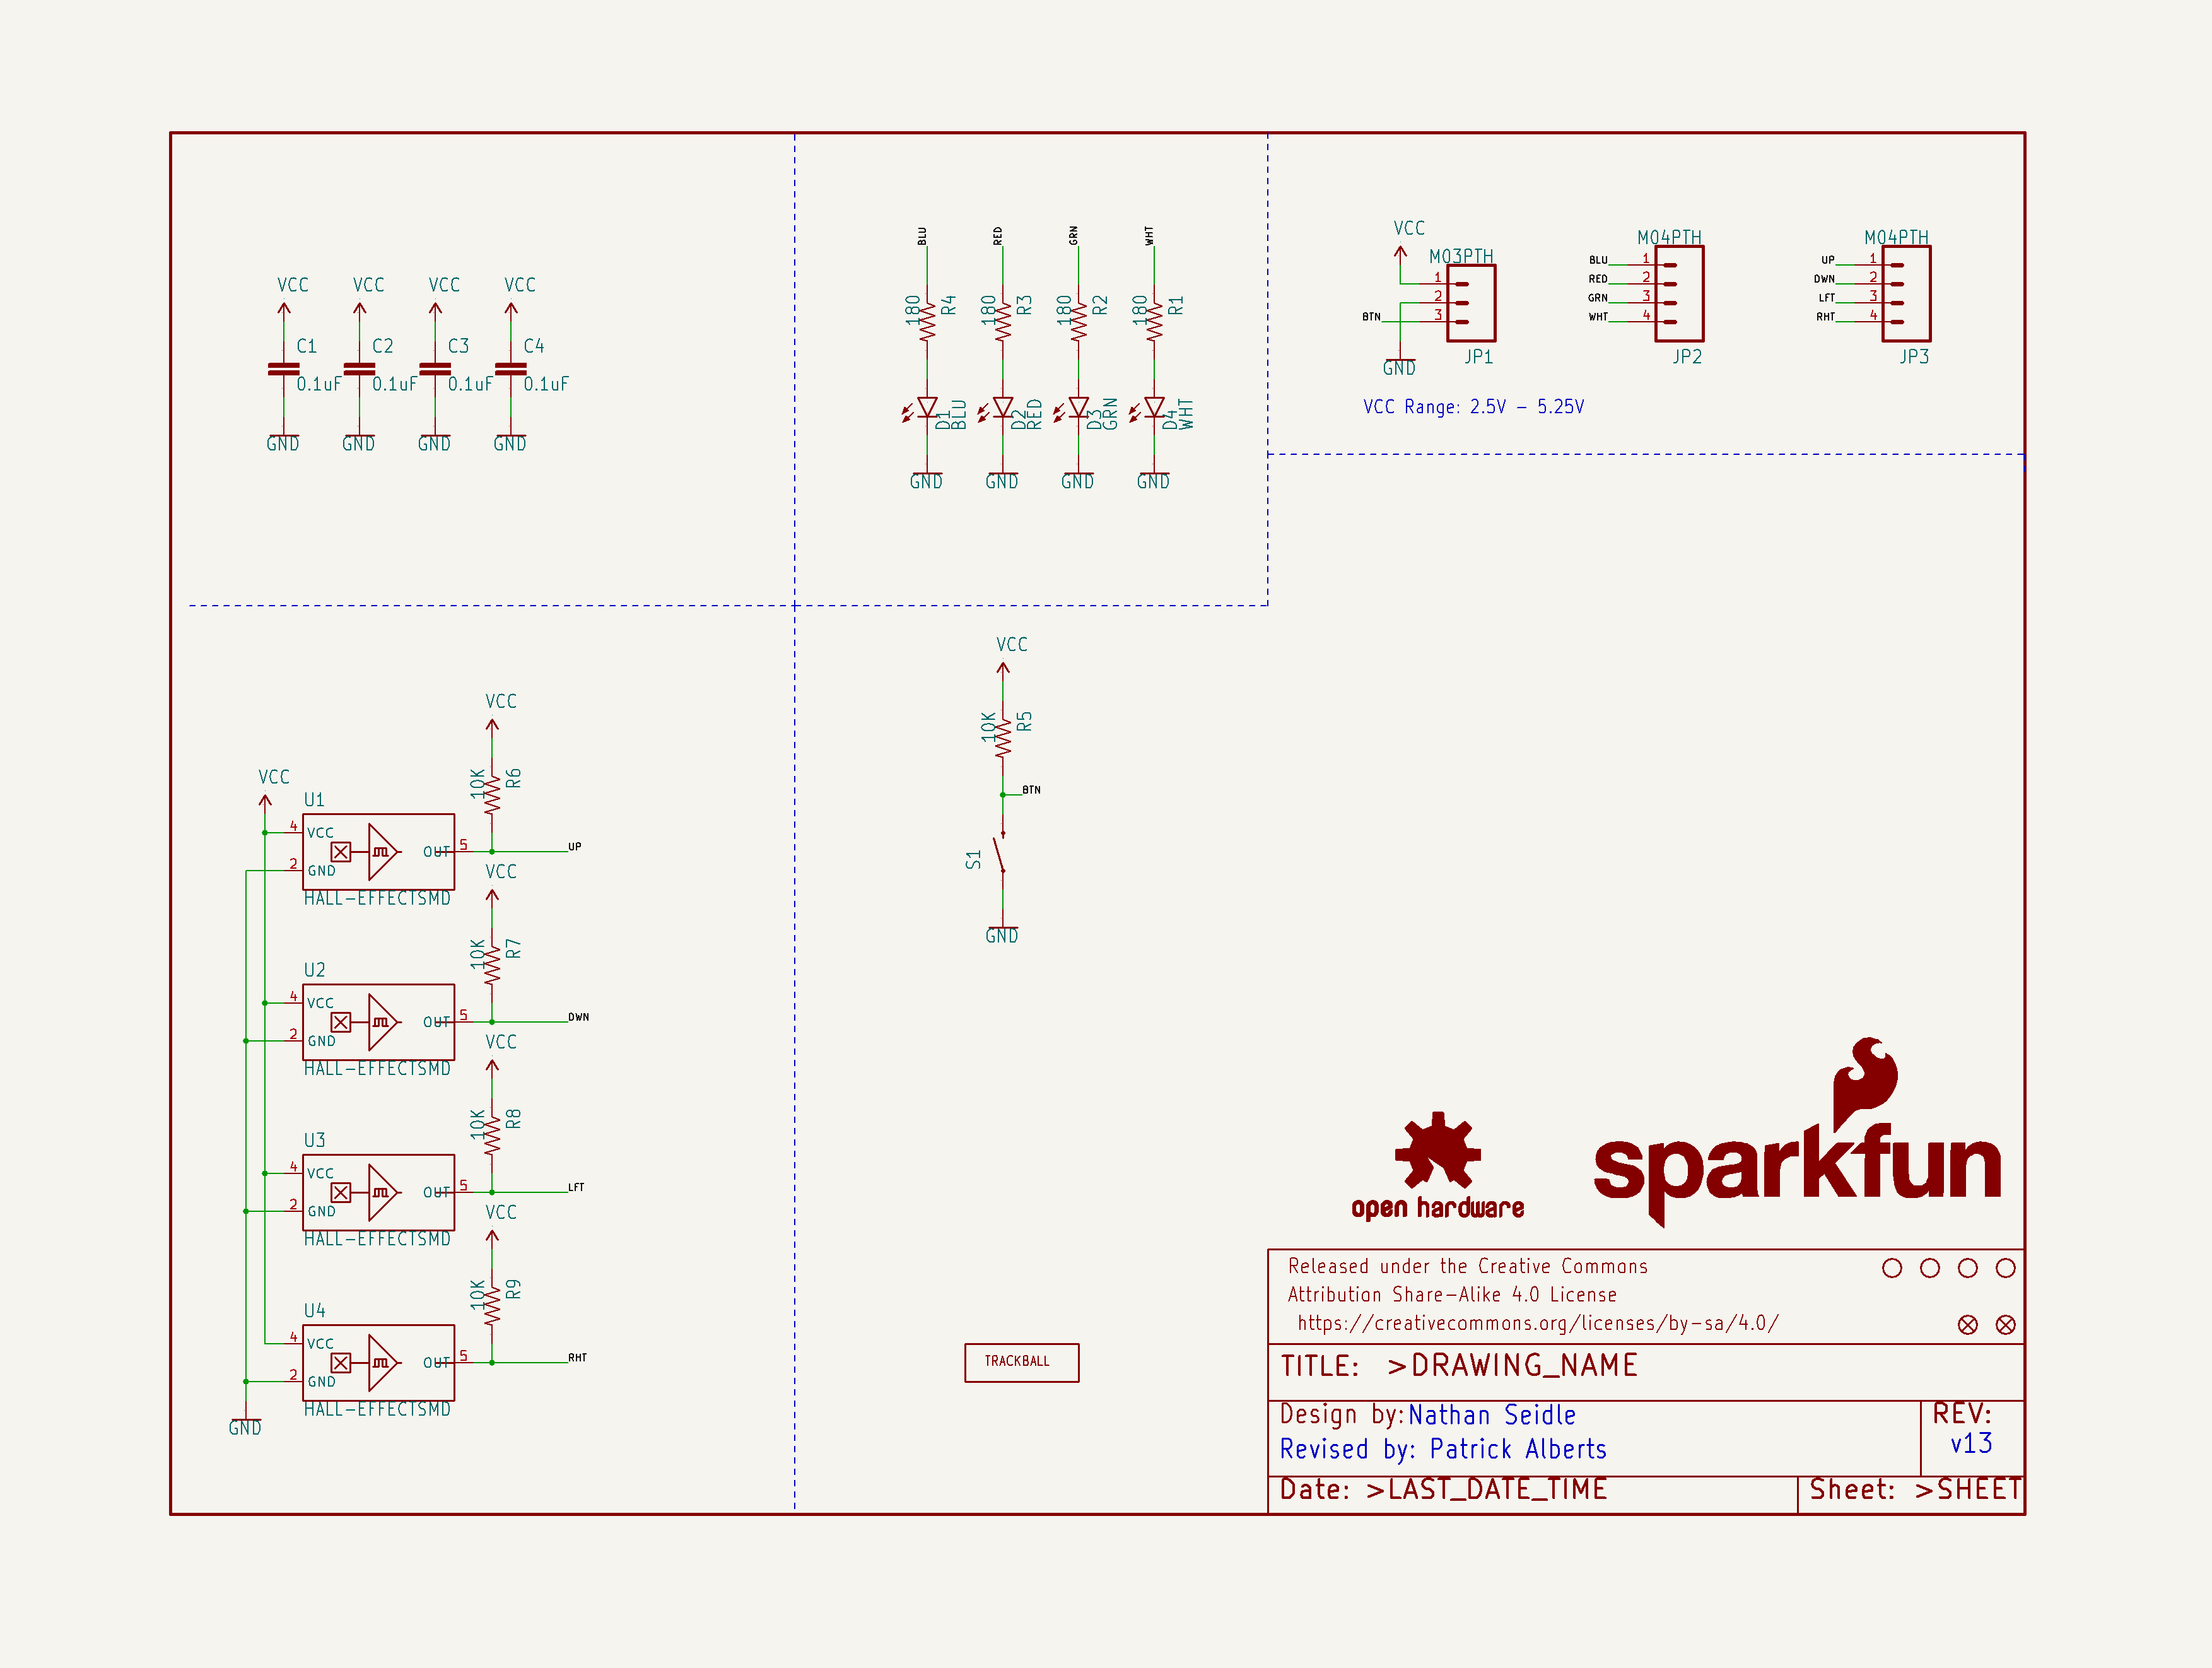 VCC VCC VCC VCC
C1 C2 C3 C4
0.1uF 0.1uF 0.1uF 0.1uF
GND GND GND GND
BLU RED GRN WHT
180 R4 180 R3 180 R2 180 R1
D1 BLU D2 RED D3 GRN D4 WHT
GND GND GND GND
VCC
M03PTH
1
2
BTN 3
GND
JP1
M04PTH
BLU 1
RED 2
GRN 3
WHT 4
JP2
M04PTH
UP 1
DWN 2
LFT 3
RHT 4
JP3
VCC Range: 2.5V - 5.25V
VCC
10K R5
BTN
S1
GND
VCC
10K R6
VCC
U1
4 VCC
OUT 5 UP
2 GND
HALL-EFFECTSMD
VCC
10K R7
U2
4 VCC
OUT 5 DWN
2 GND
HALL-EFFECTSMD
VCC
10K R8
U3
4 VCC
OUT 5 LFT
2 GND
HALL-EFFECTSMD
VCC
10K R9
U4
4 VCC
OUT 5 RHT
2 GND
HALL-EFFECTSMD
GND
TRACKBALL
open hardware
sparkfun
Released under the Creative Commons
Attribution Share-Alike 4.0 License
https://creativecommons.org/licenses/by-sa/4.0/
TITLE: >DRAWING_NAME
Design by: Nathan Seidle
Revised by: Patrick Alberts
REV:
v13
Date: >LAST_DATE_TIME
Sheet: >SHEET